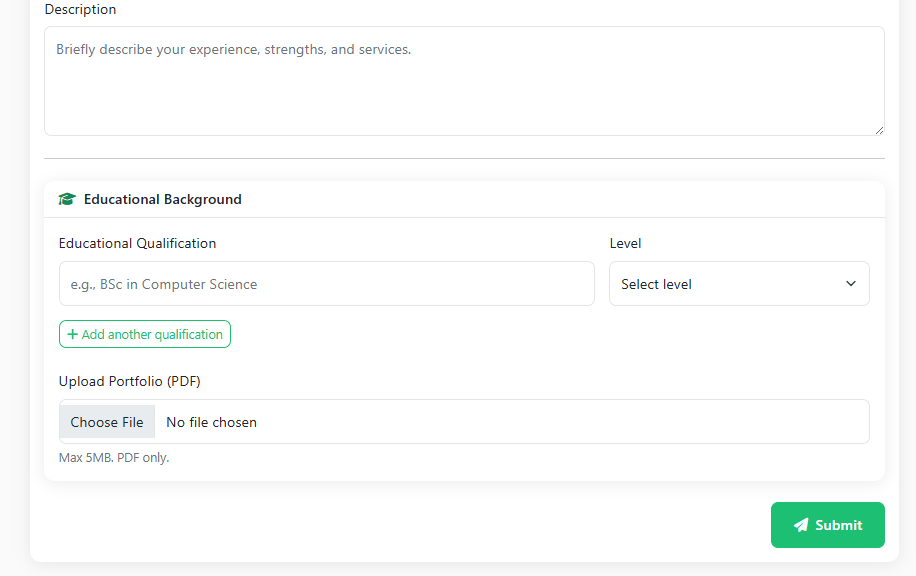 Description
Briefly describe your experience, strengths, and services.
Educational Background
Educational Qualification
Level
e.g., BSc in Computer Science
Select level
+ Add another qualification
Upload Portfolio (PDF)
Choose File No file chosen
Max 5MB. PDF only.
Submit